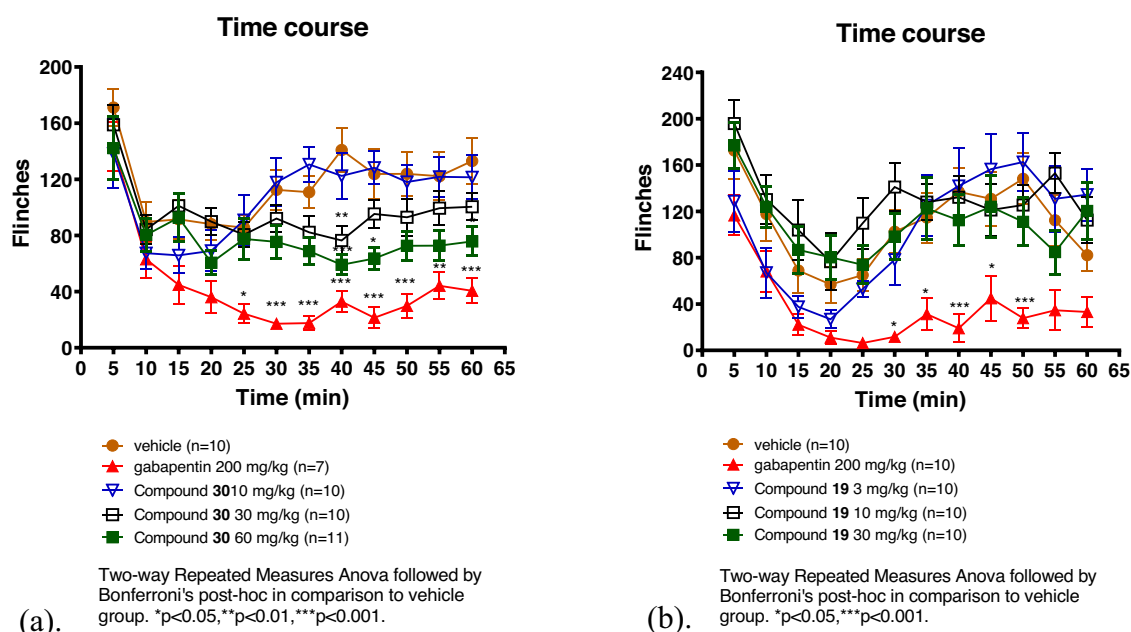 Time course
200
160
120
80
40
0
Flinches
** 
*** *
* *** *** *** *** *** ** ***
0 5 10 15 20 25 30 35 40 45 50 55 60 65
Time (min)
vehicle (n=10)
gabapentin 200 mg/kg (n=7)
Compound 3010 mg/kg (n=10)
Compound 30 30 mg/kg (n=10)
Compound 30 60 mg/kg (n=11)
Two-way Repeated Measures Anova followed by
Bonferroni's post-hoc in comparison to vehicle
group. *p<0.05,**p<0.01,***p<0.001.
(a).
Time course
240
200
160
120
80
40
0
Flinches
* * *** * ***
0 5 10 15 20 25 30 35 40 45 50 55 60 65
Time (min)
vehicle (n=10)
gabapentin 200 mg/kg (n=10)
Compound 19 3 mg/kg (n=10)
Compound 19 10 mg/kg (n=10)
Compound 19 30 mg/kg (n=10)
Two-way Repeated Measures Anova followed by
Bonferroni's post-hoc in comparison to vehicle
group. *p<0.05,***p<0.001.
(b).